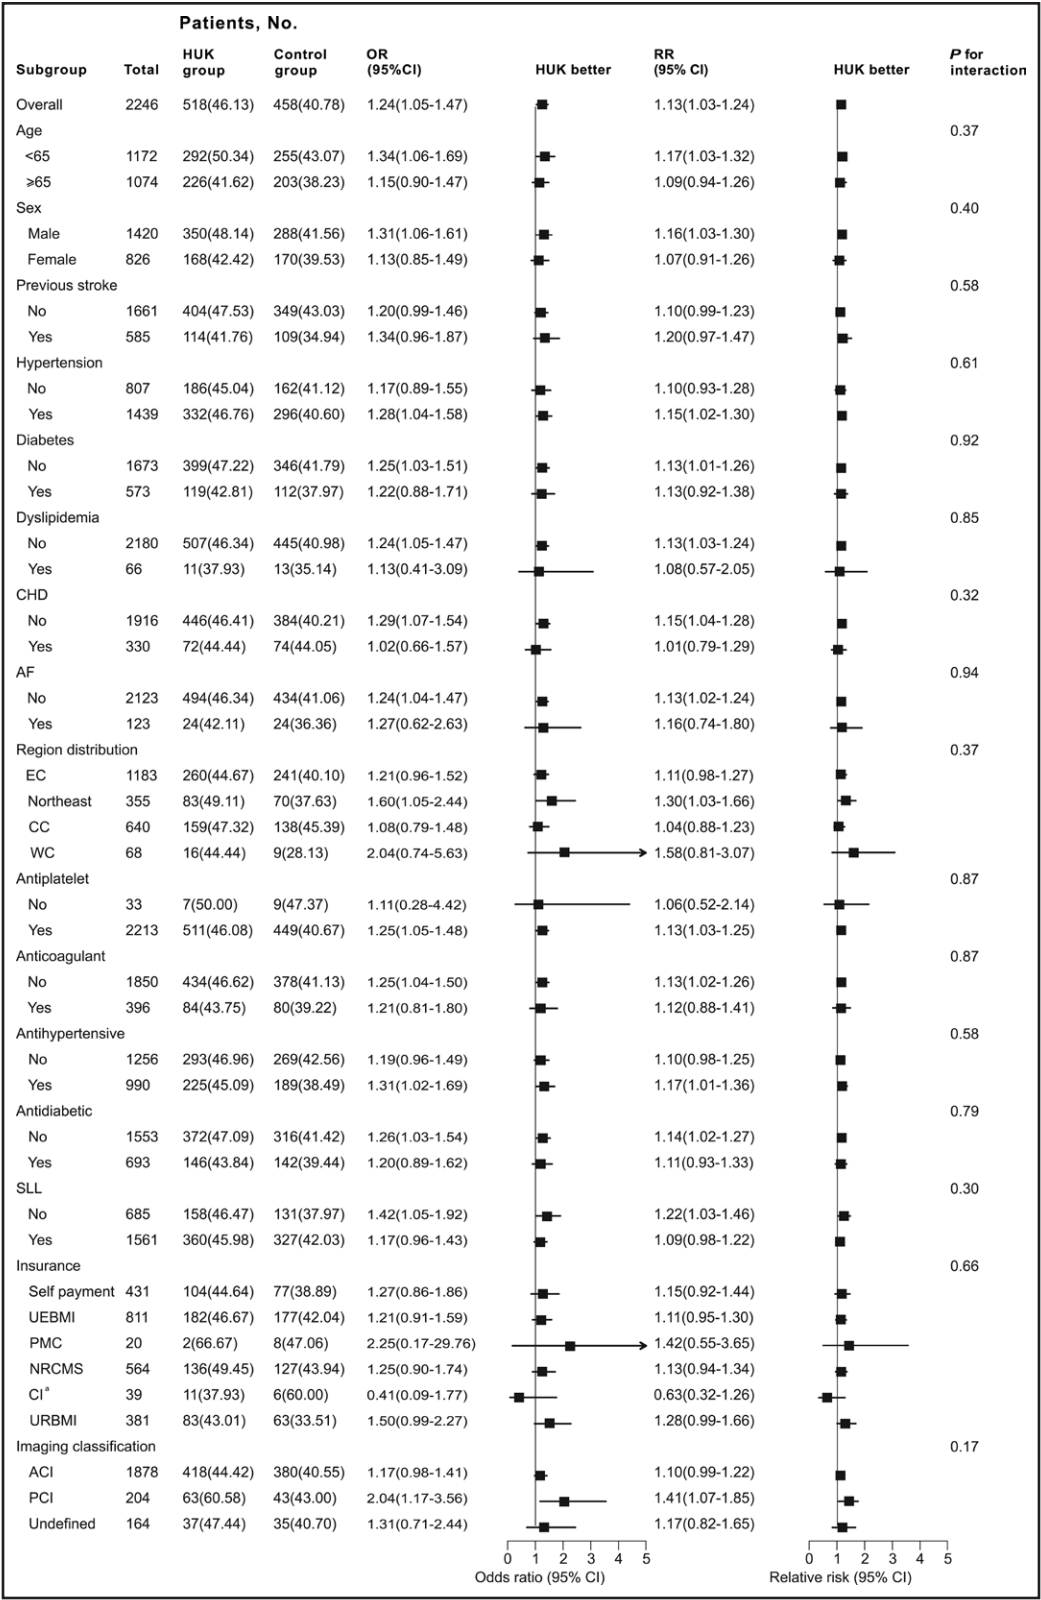 Patients, No.
Subgroup Total HUK group Control group OR (95%CI) HUK better RR (95% CI) HUK better P for interaction
Overall 2246 518(46.13) 458(40.78) 1.24(1.05-1.47) 1.13(1.03-1.24)
Age 0.37
<65 1172 292(50.34) 255(43.07) 1.34(1.06-1.69) 1.17(1.03-1.32)
⩾65 1074 226(41.62) 203(38.23) 1.15(0.90-1.47) 1.09(0.94-1.26)
Sex 0.40
Male 1420 350(48.14) 288(41.56) 1.31(1.06-1.61) 1.16(1.03-1.30)
Female 826 168(42.42) 170(39.53) 1.13(0.85-1.49) 1.07(0.91-1.26)
Previous stroke 0.58
No 1661 404(47.53) 349(43.03) 1.20(0.99-1.46) 1.10(0.99-1.23)
Yes 585 114(41.76) 109(34.94) 1.34(0.96-1.87) 1.20(0.97-1.47)
Hypertension 0.61
No 807 186(45.04) 162(41.12) 1.17(0.89-1.55) 1.10(0.93-1.28)
Yes 1439 332(46.76) 296(40.60) 1.28(1.04-1.58) 1.15(1.02-1.30)
Diabetes 0.92
No 1673 399(47.22) 346(41.79) 1.25(1.03-1.51) 1.13(1.01-1.26)
Yes 573 119(42.81) 112(37.97) 1.22(0.88-1.71) 1.13(0.92-1.38)
Dyslipidemia 0.85
No 2180 507(46.34) 445(40.98) 1.24(1.05-1.47) 1.13(1.03-1.24)
Yes 66 11(37.93) 13(35.14) 1.13(0.41-3.09) 1.08(0.57-2.05)
CHD 0.32
No 1916 446(46.41) 384(40.21) 1.29(1.07-1.54) 1.15(1.04-1.28)
Yes 330 72(44.44) 74(44.05) 1.02(0.66-1.57) 1.01(0.79-1.29)
AF 0.94
No 2123 494(46.34) 434(41.06) 1.24(1.04-1.47) 1.13(1.02-1.24)
Yes 123 24(42.11) 24(36.36) 1.27(0.62-2.63) 1.16(0.74-1.80)
Region distribution 0.37
EC 1183 260(44.67) 241(40.10) 1.21(0.96-1.52) 1.11(0.98-1.27)
Northeast 355 83(49.11) 70(37.63) 1.60(1.05-2.44) 1.30(1.03-1.66)
CC 640 159(47.32) 138(45.39) 1.08(0.79-1.48) 1.04(0.88-1.23)
WC 68 16(44.44) 9(28.13) 2.04(0.74-5.63) 1.58(0.81-3.07)
Antiplatelet 0.87
No 33 7(50.00) 9(47.37) 1.11(0.28-4.42) 1.06(0.52-2.14)
Yes 2213 511(46.08) 449(40.67) 1.25(1.05-1.48) 1.13(1.03-1.25)
Anticoagulant 0.87
No 1850 434(46.62) 378(41.13) 1.25(1.04-1.50) 1.13(1.02-1.26)
Yes 396 84(43.75) 80(39.22) 1.21(0.81-1.80) 1.12(0.88-1.41)
Antihypertensive 0.58
No 1256 293(46.96) 269(42.56) 1.19(0.96-1.49) 1.10(0.98-1.25)
Yes 990 225(45.09) 189(38.49) 1.31(1.02-1.69) 1.17(1.01-1.36)
Antidiabetic 0.79
No 1553 372(47.09) 316(41.42) 1.26(1.03-1.54) 1.14(1.02-1.27)
Yes 693 146(43.84) 142(39.44) 1.20(0.89-1.62) 1.11(0.93-1.33)
SLL 0.30
No 685 158(46.47) 131(37.97) 1.42(1.05-1.92) 1.22(1.03-1.46)
Yes 1561 360(45.98) 327(42.03) 1.17(0.96-1.43) 1.09(0.98-1.22)
Insurance 0.66
Self payment 431 104(44.64) 77(38.89) 1.27(0.86-1.86) 1.15(0.92-1.44)
UEBMI 811 182(46.67) 177(42.04) 1.21(0.91-1.59) 1.11(0.95-1.30)
PMC 20 2(66.67) 8(47.06) 2.25(0.17-29.76) 1.42(0.55-3.65)
NRCMS 564 136(49.45) 127(43.94) 1.25(0.90-1.74) 1.13(0.94-1.34)
CIª 39 11(37.93) 6(60.00) 0.41(0.09-1.77) 0.63(0.32-1.26)
URBMI 381 83(43.01) 63(33.51) 1.50(0.99-2.27) 1.28(0.99-1.66)
Imaging classification 0.17
ACI 1878 418(44.42) 380(40.55) 1.17(0.98-1.41) 1.10(0.99-1.22)
PCI 204 63(60.58) 43(43.00) 2.04(1.17-3.56) 1.41(1.07-1.85)
Undefined 164 37(47.44) 35(40.70) 1.31(0.71-2.44) 1.17(0.82-1.65)
0 1 2 3 4 5 0 1 2 3 4 5
Odds ratio (95% CI) Relative risk (95% CI)